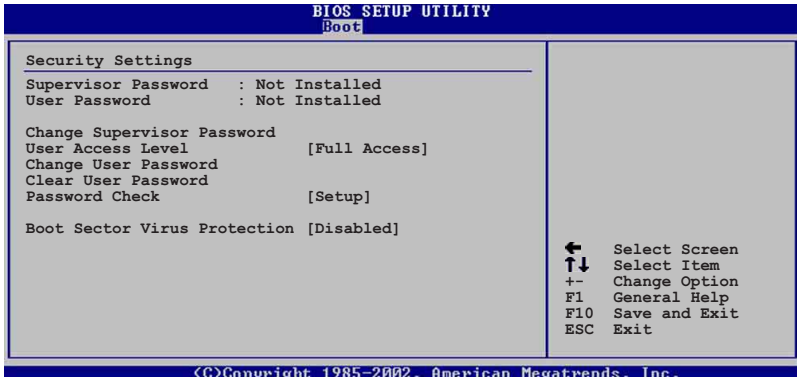 BIOS SETUP UTILITY
Boot
Security Settings
Supervisor Password : Not Installed
User Password : Not Installed
Change Supervisor Password
User Access Level [Full Access]
Change User Password
Clear User Password
Password Check [Setup]
Boot Sector Virus Protection [Disabled]
← Select Screen
↑↓ Select Item
+- Change Option
F1 General Help
F10 Save and Exit
ESC Exit
(C)Copyright 1985-2002, American Megatrends, Inc.